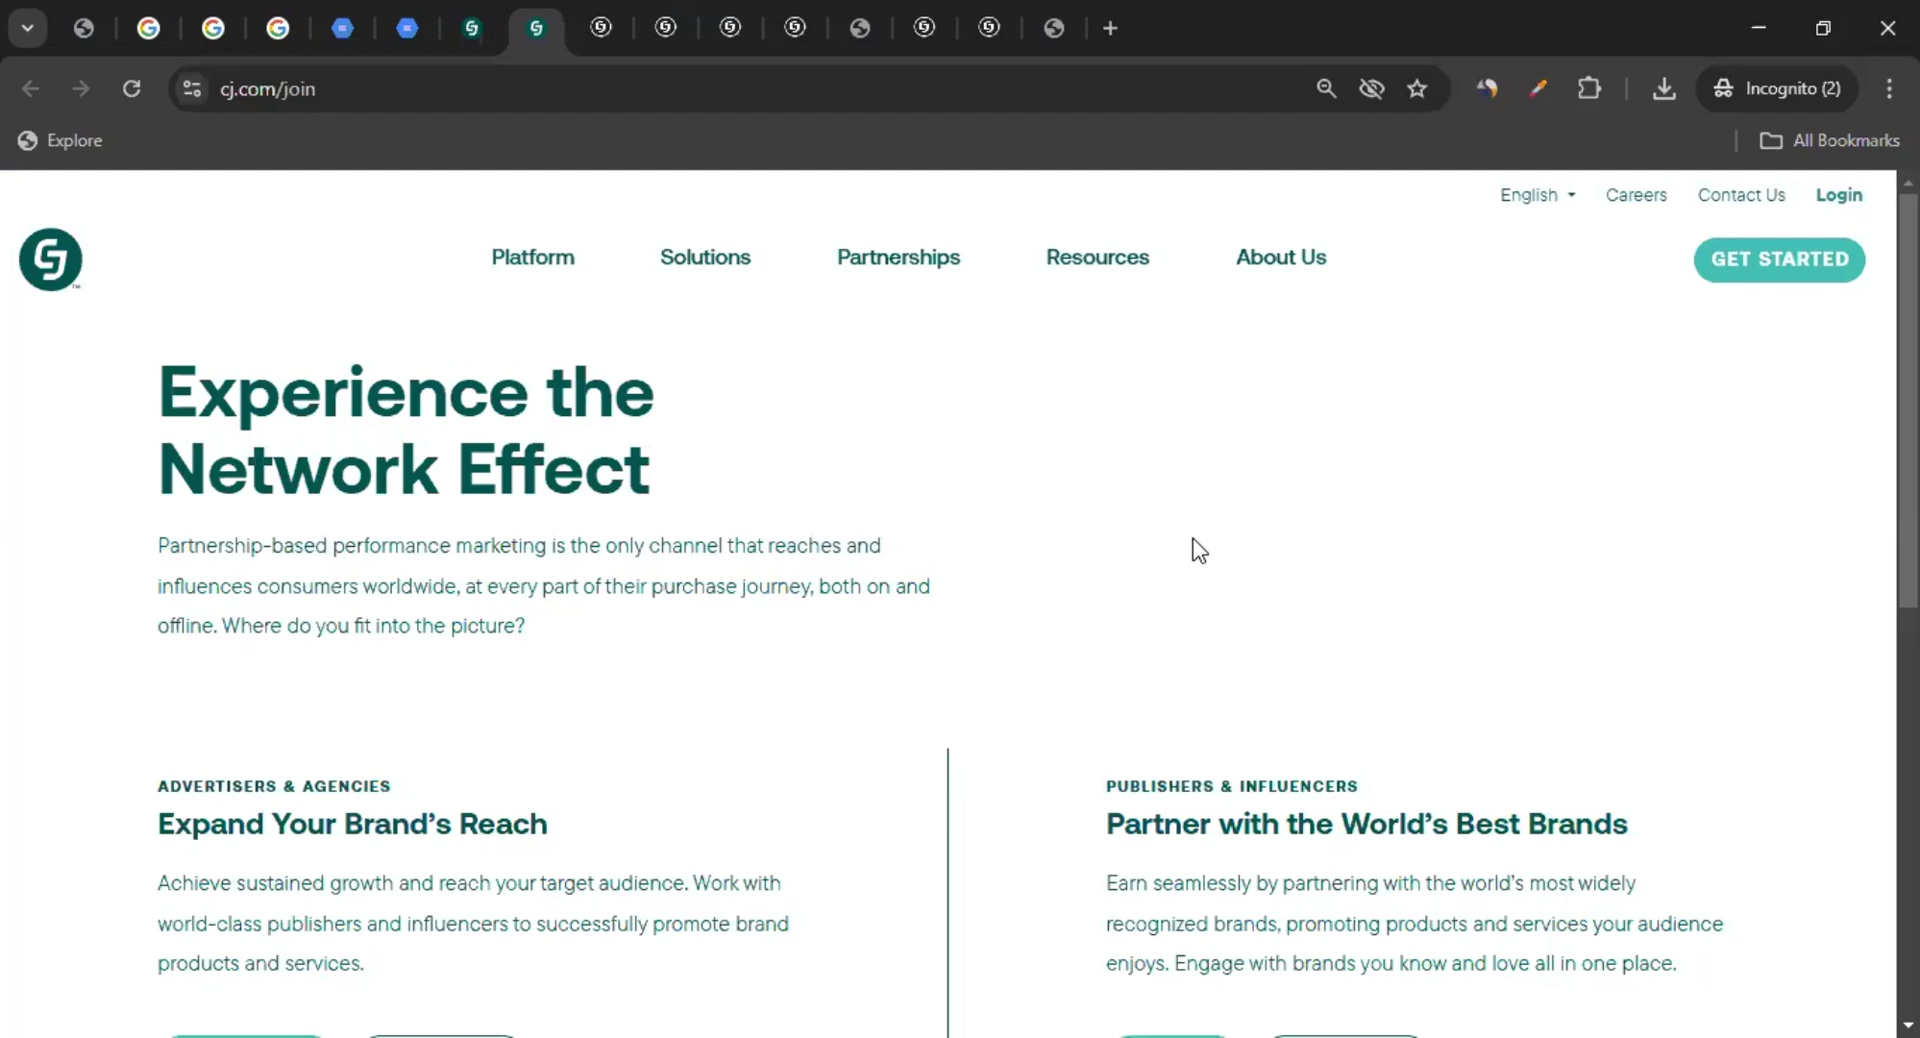 cj.com/join
Incognito (2)
Explore
All Bookmarks
English
Careers
Contact Us
Login
Platform
Solutions
Partnerships
Resources
About Us
GET STARTED
Experience the
Network Effect
Partnership-based performance marketing is the only channel that reaches and
influences consumers worldwide, at every part of their purchase journey, both on and
offline. Where do you fit into the picture?
ADVERTISERS & AGENCIES
Expand Your Brand’s Reach
Achieve sustained growth and reach your target audience. Work with
world-class publishers and influencers to successfully promote brand
products and services.
PUBLISHERS & INFLUENCERS
Partner with the World’s Best Brands
Earn seamlessly by partnering with the world’s most widely
recognized brands, promoting products and services your audience
enjoys. Engage with brands you know and love all in one place.